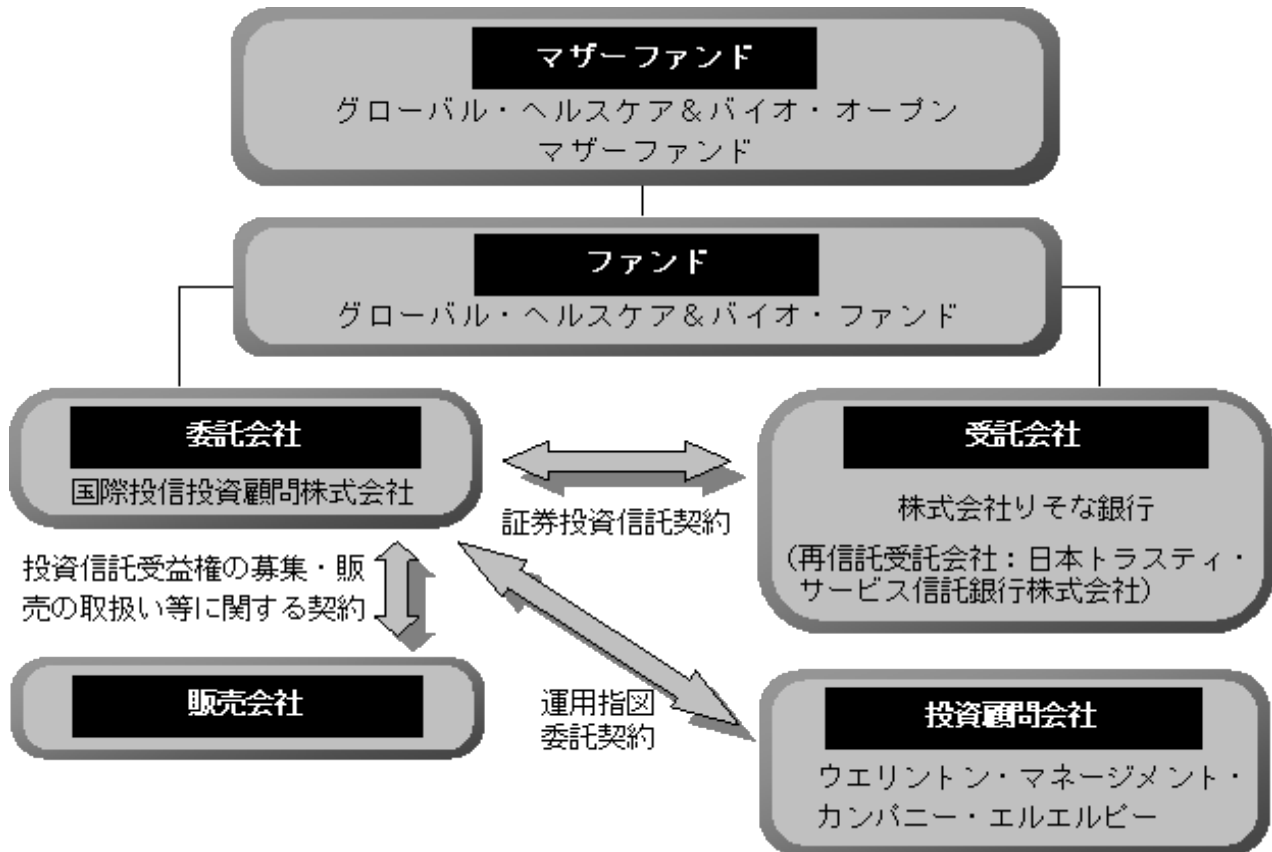 マザーファンド
グローバル・ヘルスケア＆バイオ・オープン
マザーファンド
ファンド
グローバル・ヘルスケア＆バイオ・ファンド
委託会社
国際投信投資顧問株式会社
証券投資信託契約
受託会社
株式会社りそな銀行
（再信託受託会社：日本トラスティ・
サービス信託銀行株式会社）
投資信託受益権の募集・販
売の取扱い等に関する契約
販売会社
運用指図
委託契約
投資顧問会社
ウエリントン・マネージメント・
カンパニー・エルエルピー